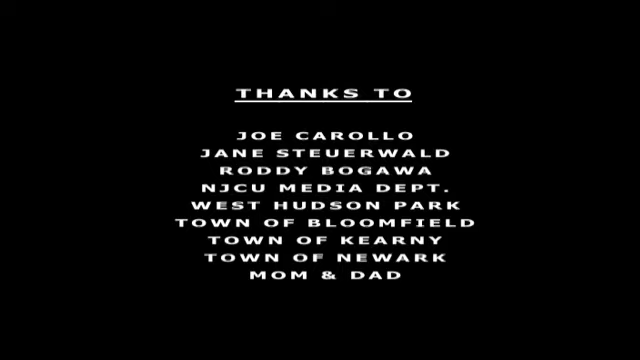 THANKS TO
JOE CAROLLO
JANE STEUERWALD
RODDY BOGAWA
NJCU MEDIA DEPT.
WEST HUDSON PARK
TOWN OF BLOOMFIELD
TOWN OF KEARNY
TOWN OF NEWARK
MOM & DAD